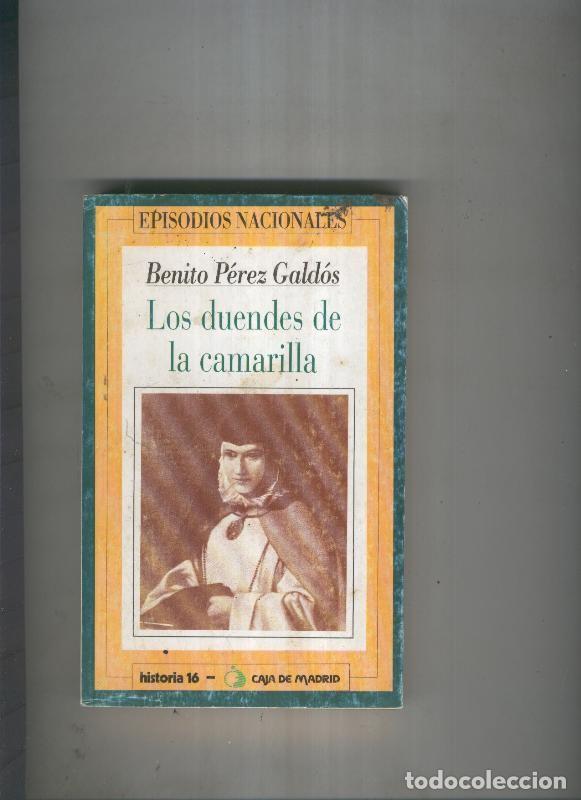 EPISODIOS NACIONALES
Benito Pérez Galdós
Los duendes de
la camarilla
historia 16 - CAJA DE MADRID
todocoleccion